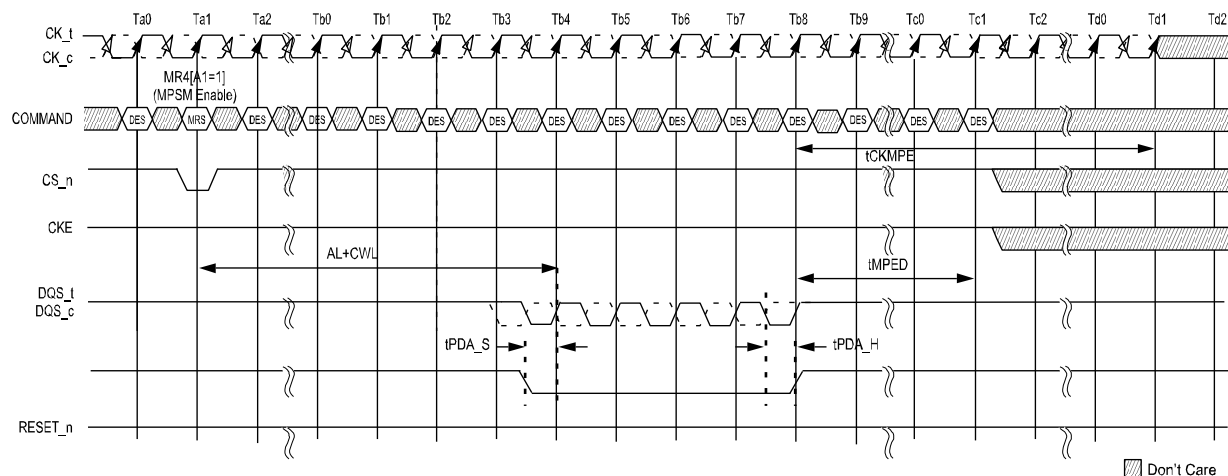 Ta0 Ta1 Ta2 Tb0 Tb1 Tb2 Tb3 Tb4 Tb5 Tb6 Tb7 Tb8 Tb9 Tc0 Tc1 Tc2 Td0 Td1 Td2
CK_t
CK_c
MR4[A1=1]
(MPSM Enable)
COMMAND DES MRS DES DES DES DES DES DES DES DES DES DES DES DES DES
tCKMPE
CS_n
CKE
AL+CWL
tMPED
DQS_t
DQS_c
tPDA_S
tPDA_H
RESET_n
Don't Care